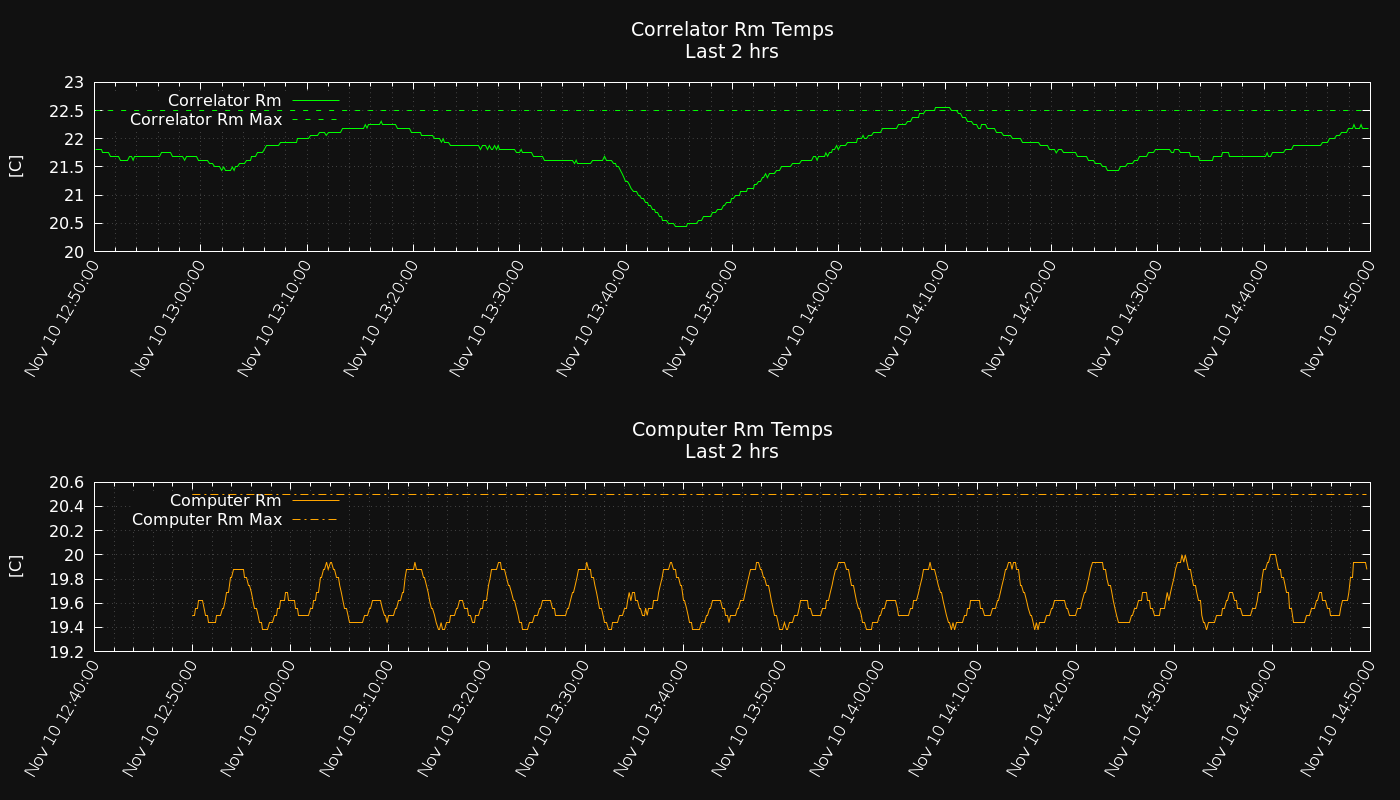 Correlator Rm Temps
Last 2 hrs
[C]
23
22.5
22
21.5
21
20.5
20
Correlator Rm
Correlator Rm Max
Nov 10 12:50:00
Nov 10 13:00:00
Nov 10 13:10:00
Nov 10 13:20:00
Nov 10 13:30:00
Nov 10 13:40:00
Nov 10 13:50:00
Nov 10 14:00:00
Nov 10 14:10:00
Nov 10 14:20:00
Nov 10 14:30:00
Nov 10 14:40:00
Nov 10 14:50:00
Computer Rm Temps
Last 2 hrs
[C]
20.6
20.4
20.2
20
19.8
19.6
19.4
19.2
Computer Rm
Computer Rm Max
Nov 10 12:40:00
Nov 10 12:50:00
Nov 10 13:00:00
Nov 10 13:10:00
Nov 10 13:20:00
Nov 10 13:30:00
Nov 10 13:40:00
Nov 10 13:50:00
Nov 10 14:00:00
Nov 10 14:10:00
Nov 10 14:20:00
Nov 10 14:30:00
Nov 10 14:40:00
Nov 10 14:50:00